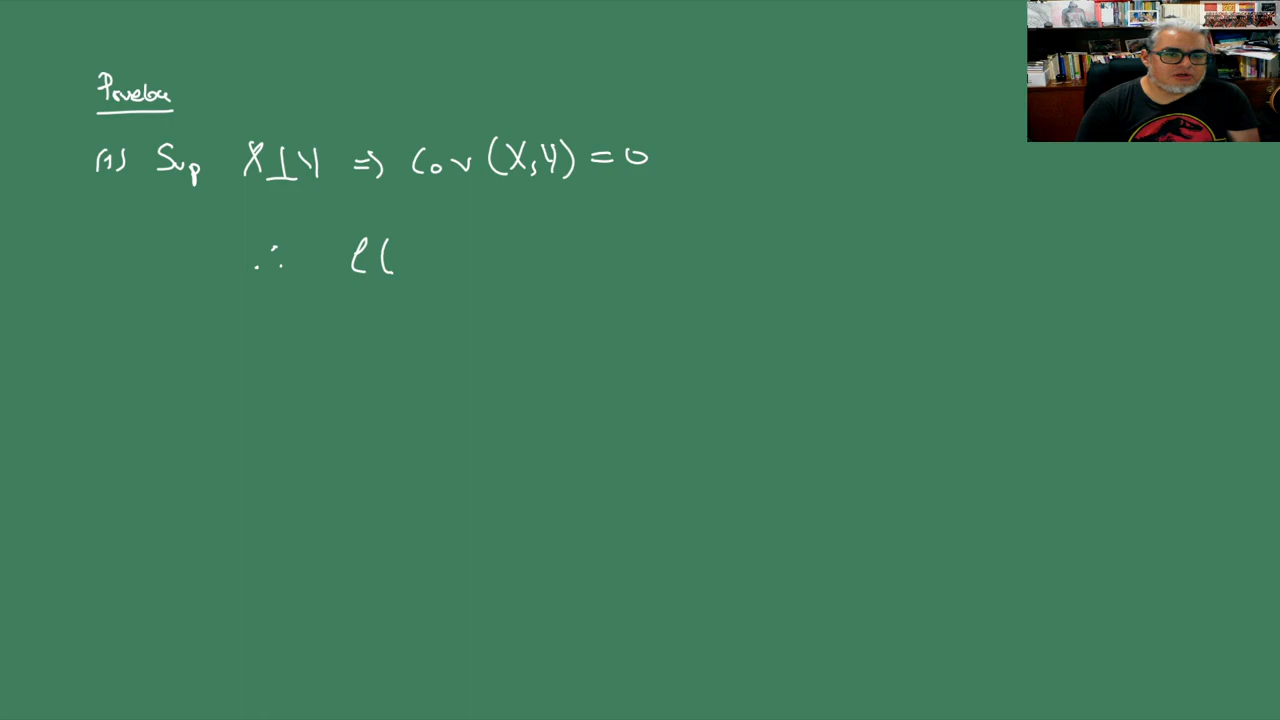 Prueba
(1) Sup X⊥Y ⇒ Cov (X,Y) = 0
∴ ρ(